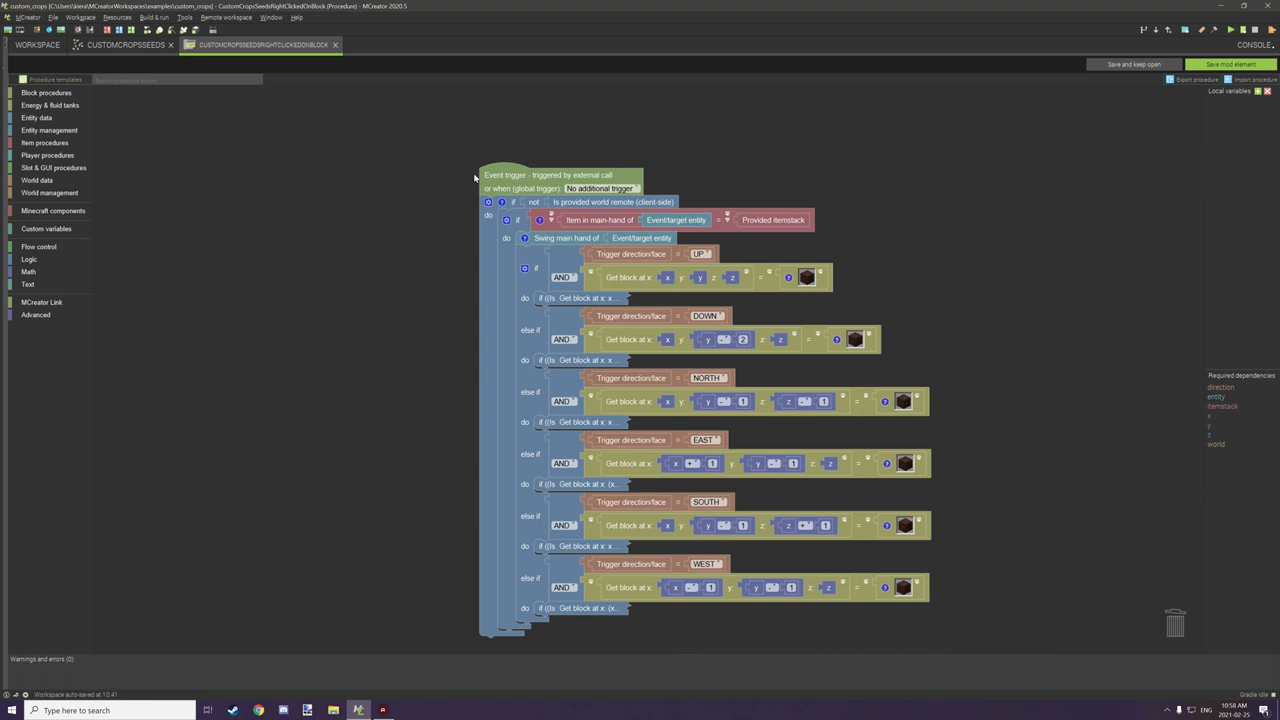 custom_crops [C:\Users\kiera\MCreatorWorkspaces\examples\custom_crops] - CustomCropsSeedsRightClickedOnBlock (Procedure) - MCreator 2020.5
MCreator File Workspace Resources Build & run Tools Remote workspace Window Help
WORKSPACE CUSTOMCROPSSEEDS CUSTOMCROPSSEEDSRIGHTCLICKEDONBLOCK CONSOLE
Save and keep open Save mod element
Procedure templates Export procedure Import procedure
Local variables
Block procedures
Energy & fluid tanks
Entity data
Entity management
Item procedures
Player procedures
Slot & GUI procedures
World data
World management
Minecraft components
Custom variables
Flow control
Logic
Math
Text
MCreator Link
Advanced
Event trigger - triggered by external call
or when (global trigger) No additional trigger
if not Is provided world remote (client-side)
do if Item in main-hand of Event/target entity = Provided itemstack
do Swing main hand of Event/target entity
Trigger direction/face = UP
if AND Get block at x: x y: y z: z =
do if ((Is Get block at x: x ...
Trigger direction/face = DOWN
else if AND Get block at x: x y: y - 2 z: z =
do if ((Is Get block at x: x ...
Trigger direction/face = NORTH
else if AND Get block at x: x y: y - 1 z: z - 1 =
do if ((Is Get block at x: x ...
Trigger direction/face = EAST
else if AND Get block at x: x + 1 y: y - 1 z: z =
do if ((Is Get block at x: (x...
Trigger direction/face = SOUTH
else if AND Get block at x: x y: y - 1 z: z + 1 =
do if ((Is Get block at x: x ...
Trigger direction/face = WEST
else if AND Get block at x: x - 1 y: y - 1 z: z =
do if ((Is Get block at x: (x...
Required dependencies
direction
entity
itemstack
x
y
z
world
Warnings and errors (0)
Workspace auto-saved at 10:41 Gradle idle
Type here to search
ENG
10:58 AM
2021-02-25